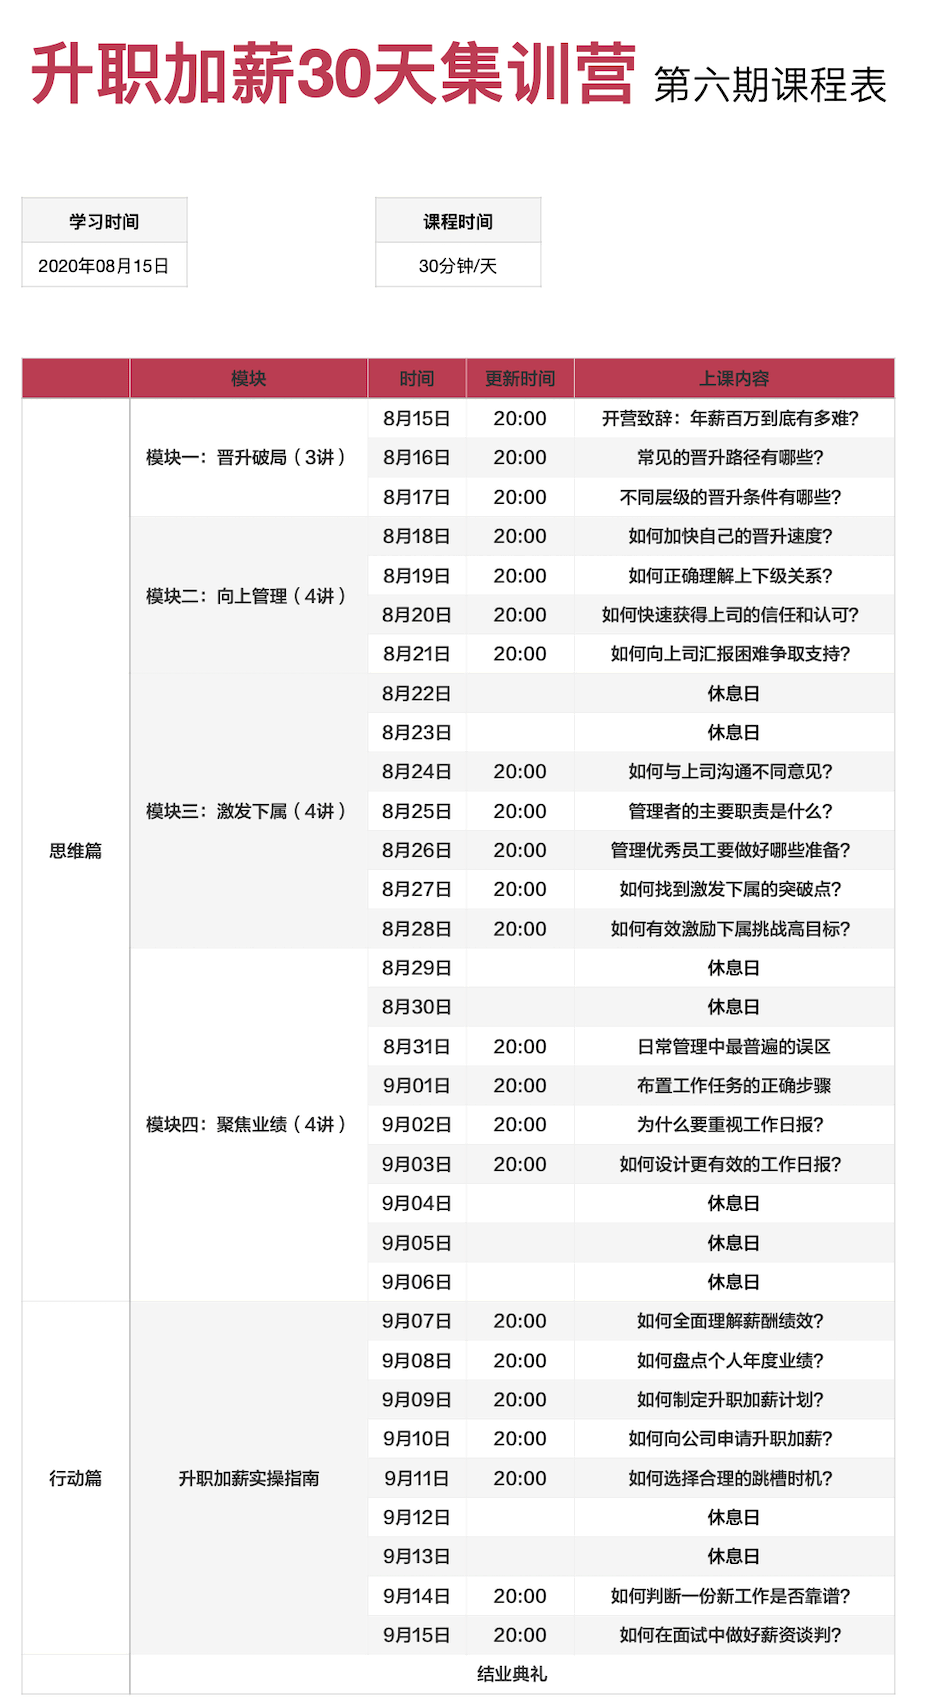 升职加薪30天集训营 第六期课程表
学习时间 课程时间
2020年08月15日 30分钟/天
模块 时间 更新时间 上课内容
8月15日 20:00 开营致辞：年薪百万到底有多难？
模块一：晋升破局（3讲） 8月16日 20:00 常见的晋升路径有哪些？
8月17日 20:00 不同层级的晋升条件有哪些？
8月18日 20:00 如何加快自己的晋升速度？
8月19日 20:00 如何正确理解上下级关系？
模块二：向上管理（4讲）
8月20日 20:00 如何快速获得上司的信任和认可？
8月21日 20:00 如何向上司汇报困难争取支持？
8月22日 休息日
8月23日 休息日
8月24日 20:00 如何与上司沟通不同意见？
模块三：激发下属（4讲） 8月25日 20:00 管理者的主要职责是什么？
思维篇 8月26日 20:00 管理优秀员工要做好哪些准备？
8月27日 20:00 如何找到激发下属的突破点？
8月28日 20:00 如何有效激励下属挑战高目标？
8月29日 休息日
8月30日 休息日
8月31日 20:00 日常管理中最普遍的误区
9月01日 20:00 布置工作任务的正确步骤
模块四：聚焦业绩（4讲） 9月02日 20:00 为什么要重视工作日报？
9月03日 20:00 如何设计更有效的工作日报？
9月04日 休息日
9月05日 休息日
9月06日 休息日
9月07日 20:00 如何全面理解薪酬绩效？
9月08日 20:00 如何盘点个人年度业绩？
9月09日 20:00 如何制定升职加薪计划？
9月10日 20:00 如何向公司申请升职加薪？
行动篇 升职加薪实操指南 9月11日 20:00 如何选择合理的跳槽时机？
9月12日 休息日
9月13日 休息日
9月14日 20:00 如何判断一份新工作是否靠谱？
9月15日 20:00 如何在面试中做好薪资谈判？
结业典礼